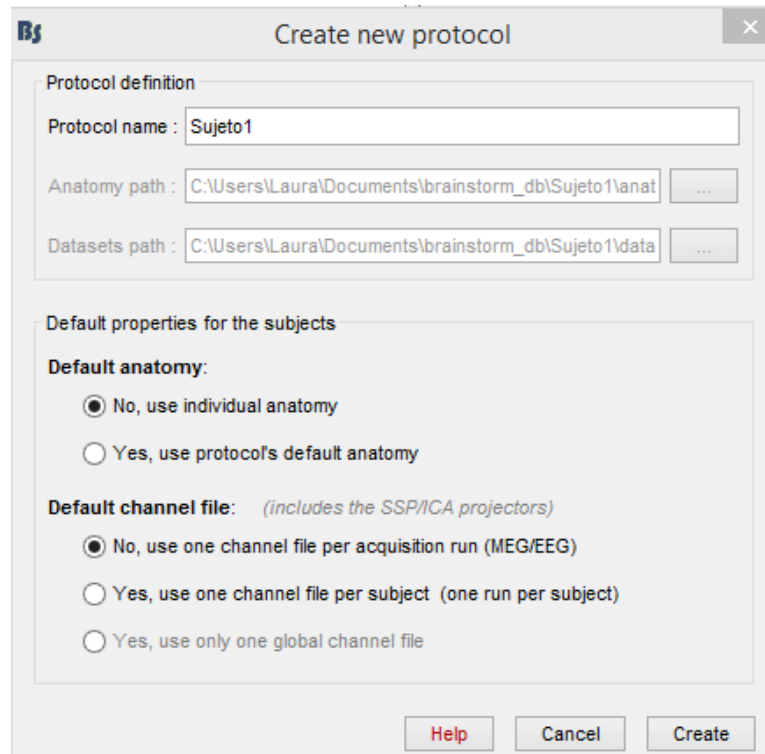 Bs
Create new protocol
Protocol definition
Protocol name : Sujeto1
Anatomy path : C:\Users\Laura\Documents\brainstorm_db\Sujeto1\anat ...
Datasets path : C:\Users\Laura\Documents\brainstorm_db\Sujeto1\data ...
Default properties for the subjects
Default anatomy:
No, use individual anatomy
Yes, use protocol's default anatomy
Default channel file: (includes the SSP/ICA projectors)
No, use one channel file per acquisition run (MEG/EEG)
Yes, use one channel file per subject (one run per subject)
Yes, use only one global channel file
Help Cancel Create